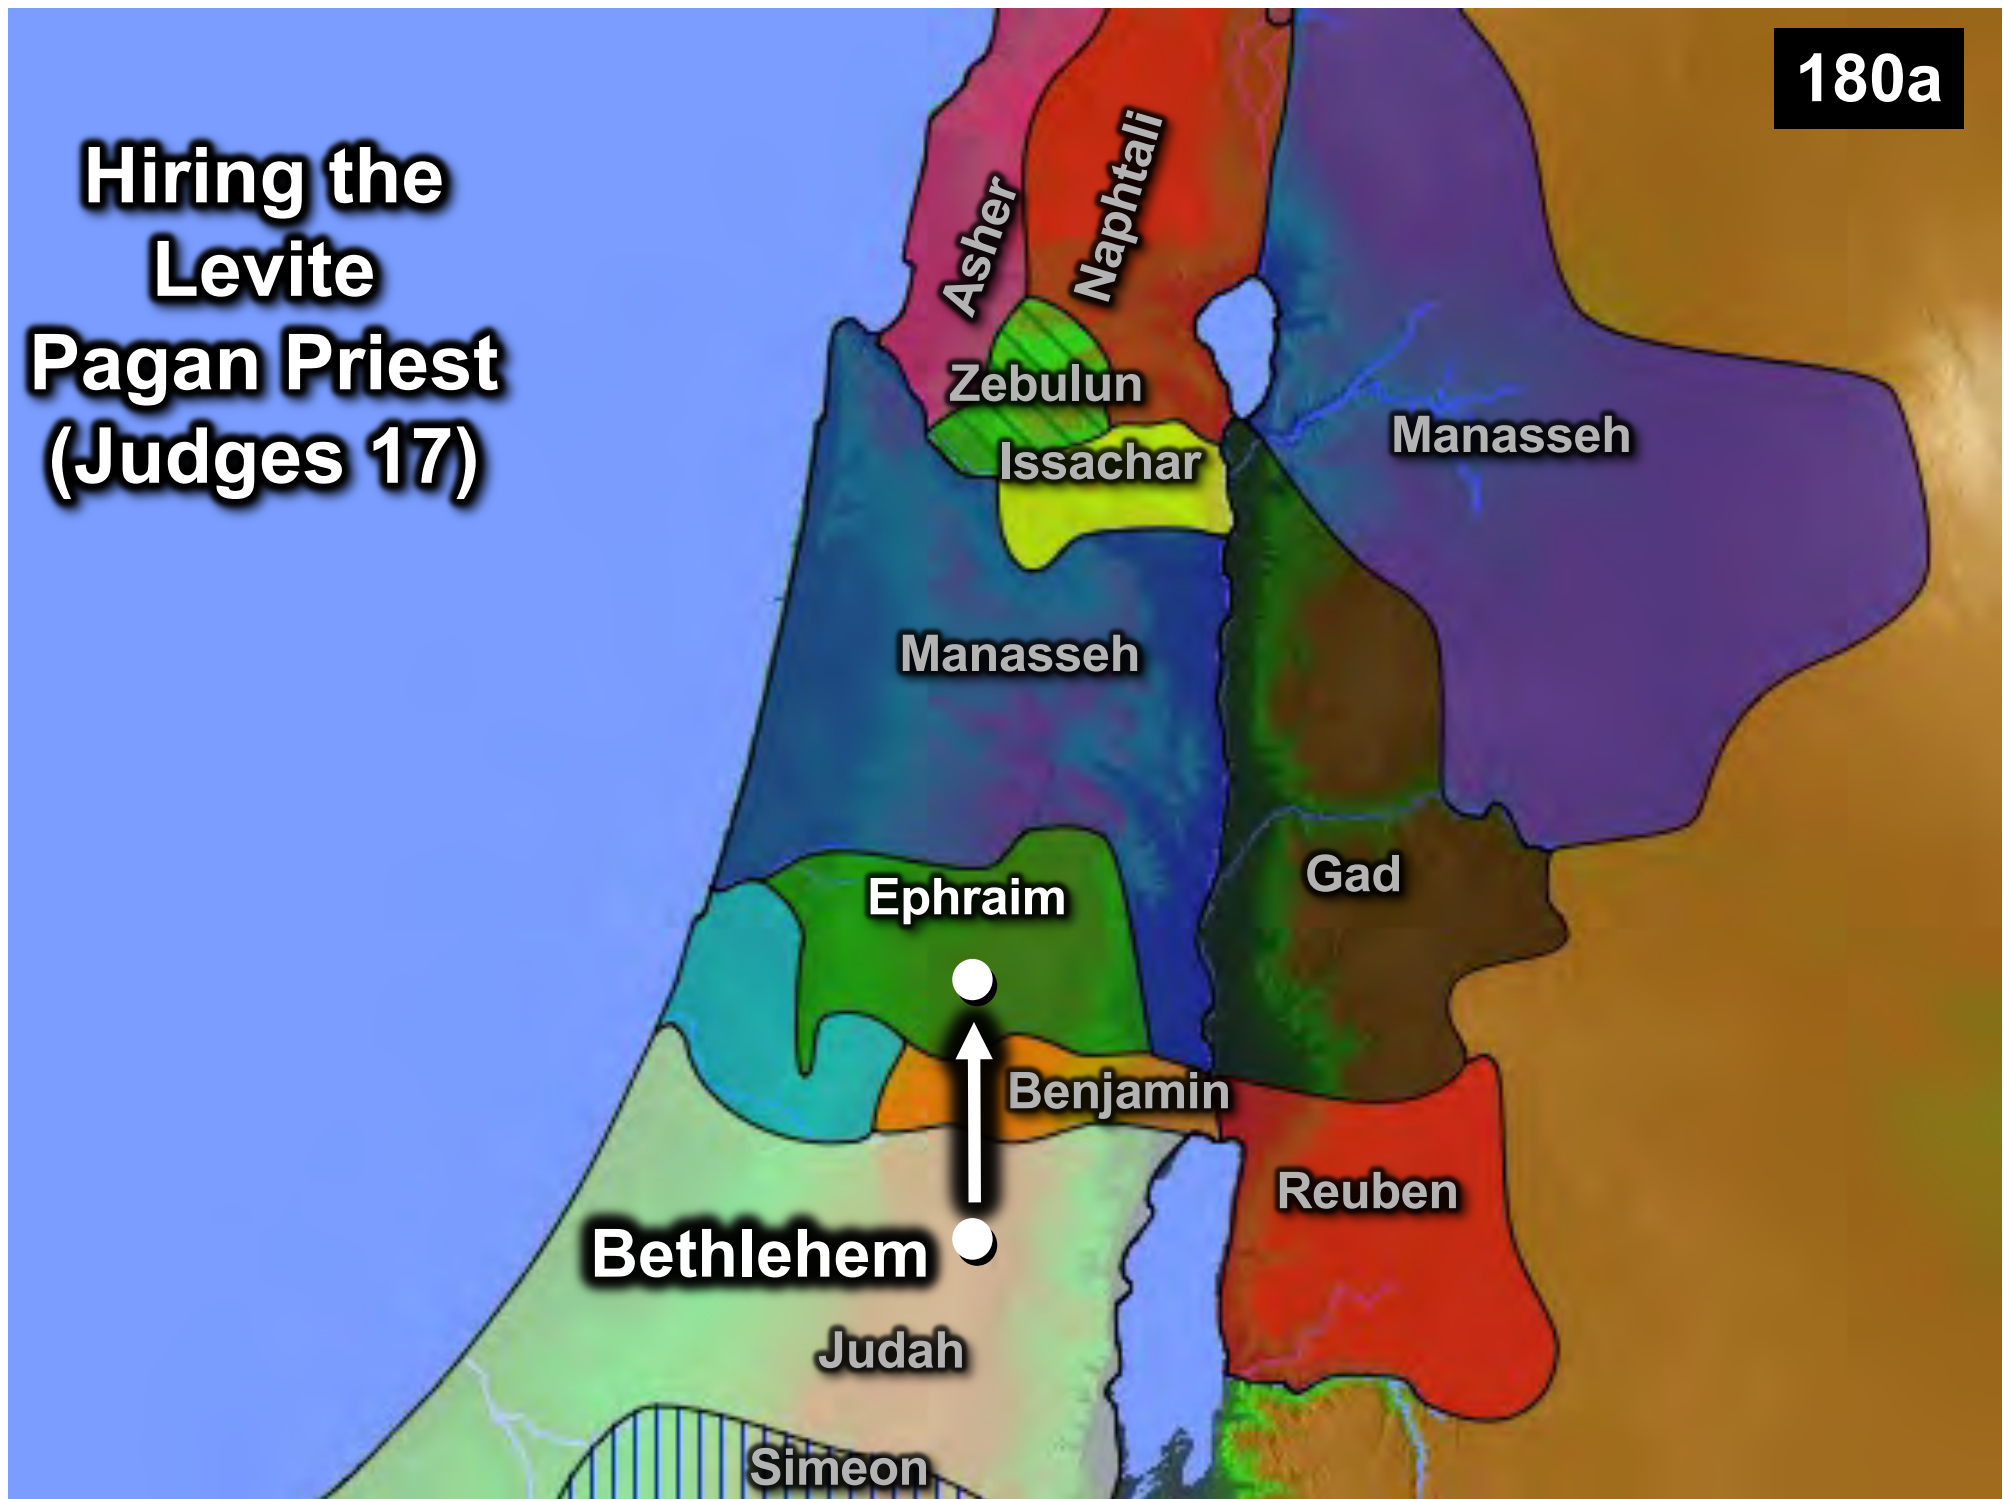 180a
Hiring the
Levite
Pagan Priest
(Judges 17)
Asher
Naphtali
Zebulun
Issachar
Manasseh
Manasseh
Ephraim
Gad
Benjamin
Reuben
Bethlehem
Judah
Simeon